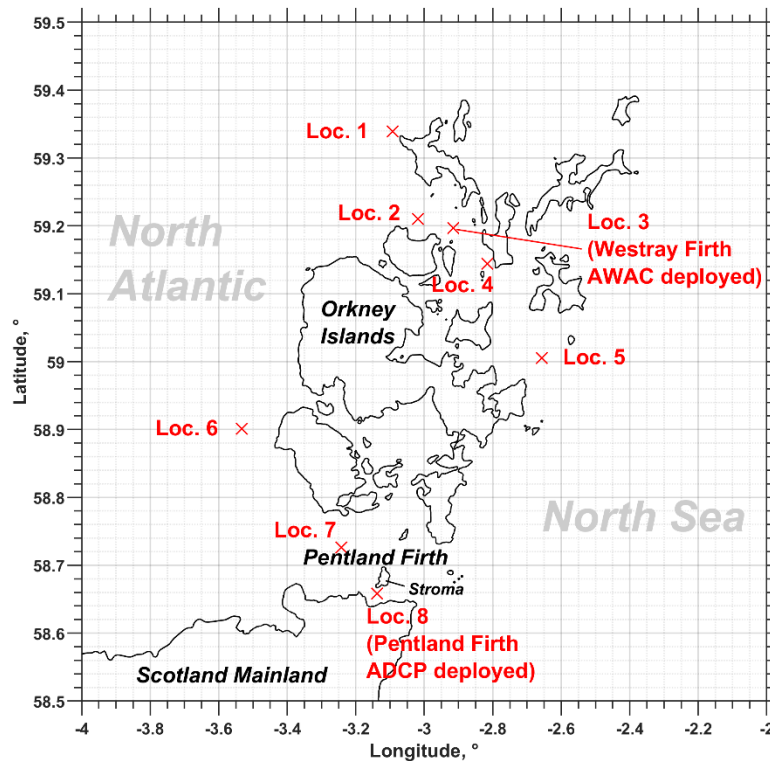 59.5
59.4
59.3
59.2
59.1
59
58.9
58.8
58.7
58.6
58.5
Latitude, °
Loc. 1
North
Atlantic
Loc. 2
Loc. 3
(Westray Firth
AWAC deployed)
Loc. 4
Orkney
Islands
Loc. 5
Loc. 6
North Sea
Loc. 7
Pentland Firth
Stroma
Loc. 8
(Pentland Firth
ADCP deployed)
Scotland Mainland
-4 -3.8 -3.6 -3.4 -3.2 -3 -2.8 -2.6 -2.4 -2.2 -2
Longitude, °